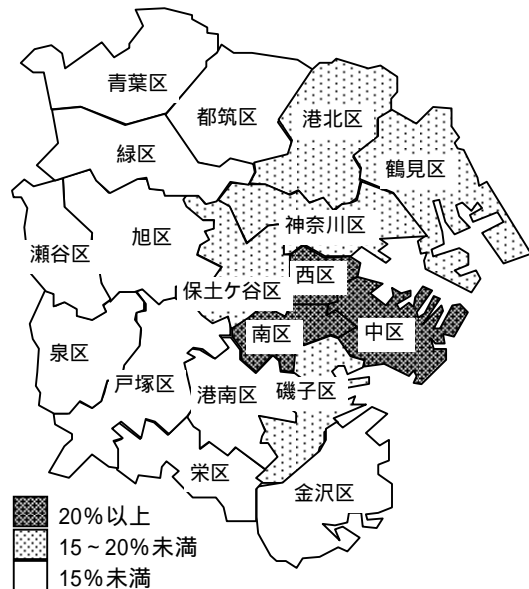 青葉区
都筑区
港北区
緑区
鶴見区
神奈川区
旭区
瀬谷区
西区
保土ケ谷区
南区
中区
泉区
戸塚区
港南区
磯子区
栄区
金沢区
20%以上
15~20%未満
15%未満